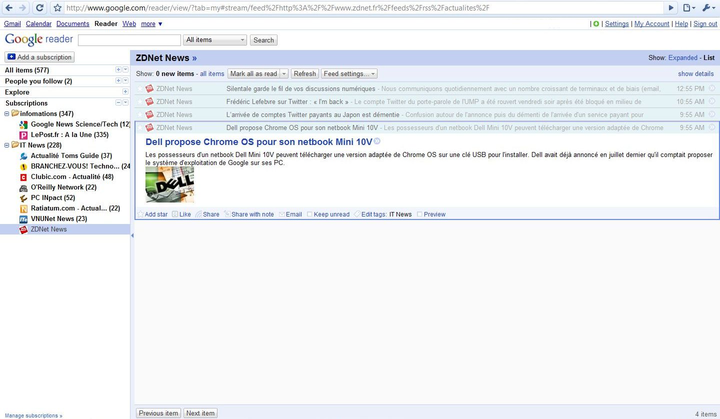 http://www.google.com/reader/view/?tab=my#stream/feed%2Fhttp%3A%2F%2Fwww.zdnet.fr%2Ffeeds%2Frss%2Factualites%2F
Gmail Calendar Documents Reader Web more ▼ | Settings | My Account | Help | Sign out
Google reader All items Search
Add a subscription
All items (577)
People you follow (2)
Explore
Subscriptions
infomations (347)
Google News Science/Tech (12
LePost.fr : A la Une (335)
IT News (228)
Actualité Toms Guide (37)
BRANCHEZ-VOUS! Techno... (24
Clubic.com - Actualité (48)
O'Reilly Network (22)
PC INpact (52)
Ratiatum.com - Actual... (22)
VNUNet News (23)
ZDNet News
Manage subscriptions »
ZDNet News » Show: Expanded - List
Show: 0 new items - all items Mark all as read Refresh Feed settings... show details
ZDNet News Silentale garde le fil de vos discussions numériques - Nous communiquons quotidiennement avec un nombre croissant de terminaux et de biais (email, 12:55 PM
ZDNet News Frédéric Lefebvre sur Twitter : « I'm back » - Le compte Twitter du porte-parole de l'UMP a été rouvert vendredi soir après été bloqué en milieu de 10:55 AM
ZDNet News L'arrivée de comptes Twitter payants au Japon est démentie - Confusion autour de l'annonce puis du démenti de l'arrivée d'un service payant pour 9:55 AM
ZDNet News Dell propose Chrome OS pour son netbook Mini 10V - Les possesseurs d'un netbook Dell Mini 10V peuvent télécharger une version adaptée de Chrome 9:55 AM
Dell propose Chrome OS pour son netbook Mini 10V
Les possesseurs d'un netbook Dell Mini 10V peuvent télécharger une version adaptée de Chrome OS sur une clé USB pour l'installer. Dell avait déjà annoncé en juillet dernier qu'il comptait proposer
le système d'exploitation de Google sur ses PC.
DELL
Add star Like Share Share with note Email Keep unread Edit tags: IT News Preview
Previous item Next item 4 items